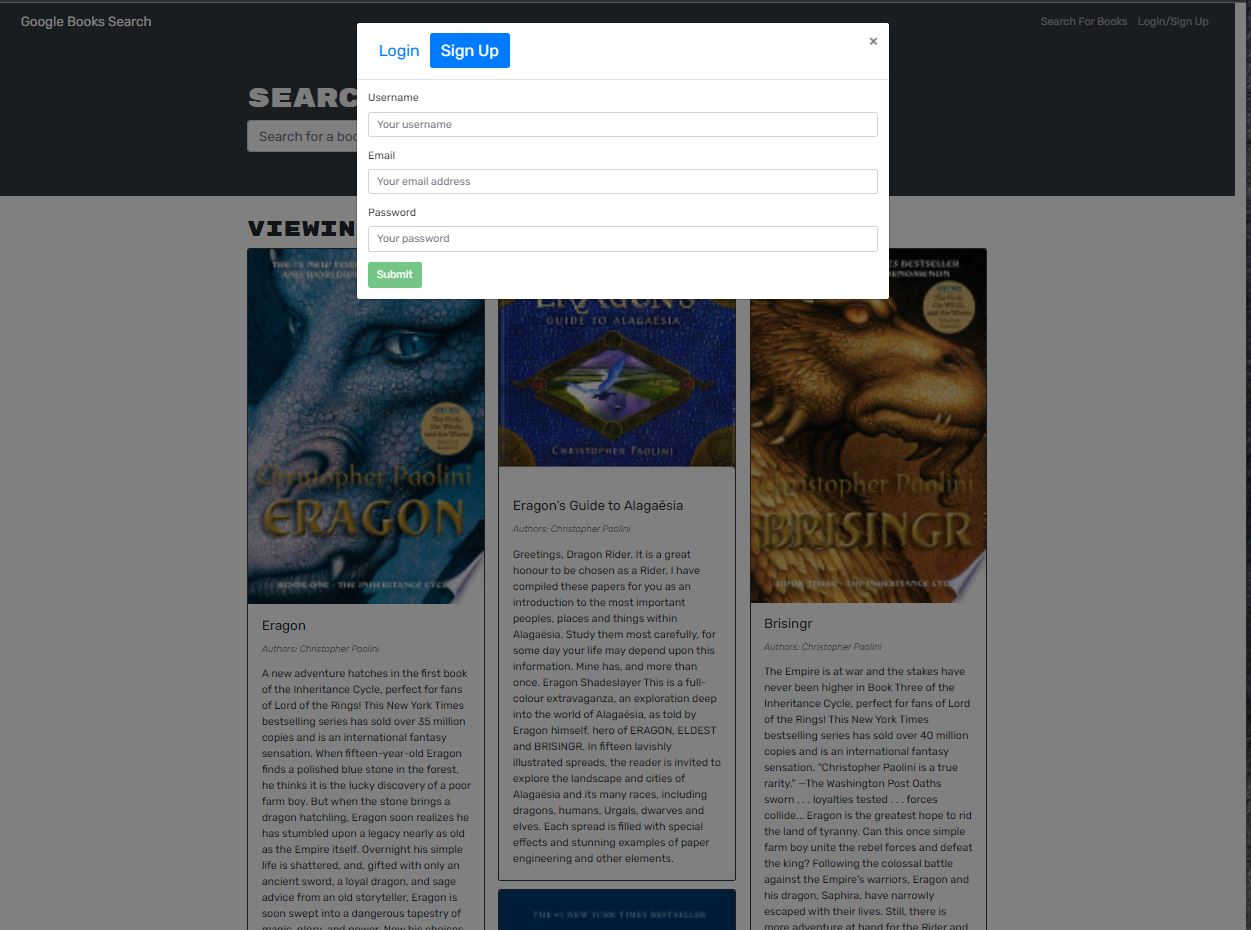 Google Books Search
Search For Books
Login/Sign Up
Login
Sign Up
×
Username
Your username
Email
Your email address
Password
Your password
Submit
SEARC
Search for a boo
VIEWIN
Christopher Paolini
ERAGON
BOOK ONE · THE INHERITANCE CYC
Eragon
Authors: Christopher Paolini
A new adventure hatches in the first book
of the Inheritance Cycle, perfect for fans
of Lord of the Rings! This New York Times
bestselling series has sold over 35 million
copies and is an international fantasy
sensation. When fifteen-year-old Eragon
finds a polished blue stone in the forest,
he thinks it is the lucky discovery of a poor
farm boy. But when the stone brings a
dragon hatchling, Eragon soon realizes he
has stumbled upon a legacy nearly as old
as the Empire itself. Overnight his simple
life is shattered, and, gifted with only an
ancient sword, a loyal dragon, and sage
advice from an old storyteller, Eragon is
soon swept into a dangerous tapestry of
magic, glory, and power. Now his choices
ERAGON'S
GUIDE TO ALAGAËSIA
CHRISTOPHER PAOLINI
Eragon's Guide to Alagaësia
Authors: Christopher Paolini
Greetings, Dragon Rider. It is a great
honour to be chosen as a Rider. I have
compiled these papers for you as an
introduction to the most important
peoples, places and things within
Alagaësia. Study them most carefully, for
some day your life may depend upon this
information. Mine has, and more than
once. Eragon Shadeslayer This is a full-
colour extravaganza, an exploration deep
into the world of Alagaësia, as told by
Eragon himself, hero of ERAGON, ELDEST
and BRISINGR. In fifteen lavishly
illustrated spreads, the reader is invited to
explore the landscape and cities of
Alagaësia and its many races, including
dragons, humans, Urgals, dwarves and
elves. Each spread is filled with special
effects and stunning examples of paper
engineering and other elements.
THE #1 NEW YORK TIMES BESTSELLER
ES BESTSELLER
ENOMENON
Christopher Paolini
BRISINGR
BOOK THREE · THE INHERITANCE CYC
Brisingr
Authors: Christopher Paolini
The Empire is at war and the stakes have
never been higher in Book Three of the
Inheritance Cycle, perfect for fans of Lord
of the Rings! This New York Times
bestselling series has sold over 40 million
copies and is an international fantasy
sensation. "Christopher Paolini is a true
rarity." —The Washington Post Oaths
sworn . . . loyalties tested . . . forces
collide... Eragon is the greatest hope to rid
the land of tyranny. Can this once simple
farm boy unite the rebel forces and defeat
the king? Following the colossal battle
against the Empire's warriors, Eragon and
his dragon, Saphira, have narrowly
escaped with their lives. Still, there is
more adventure at hand for the Rider and